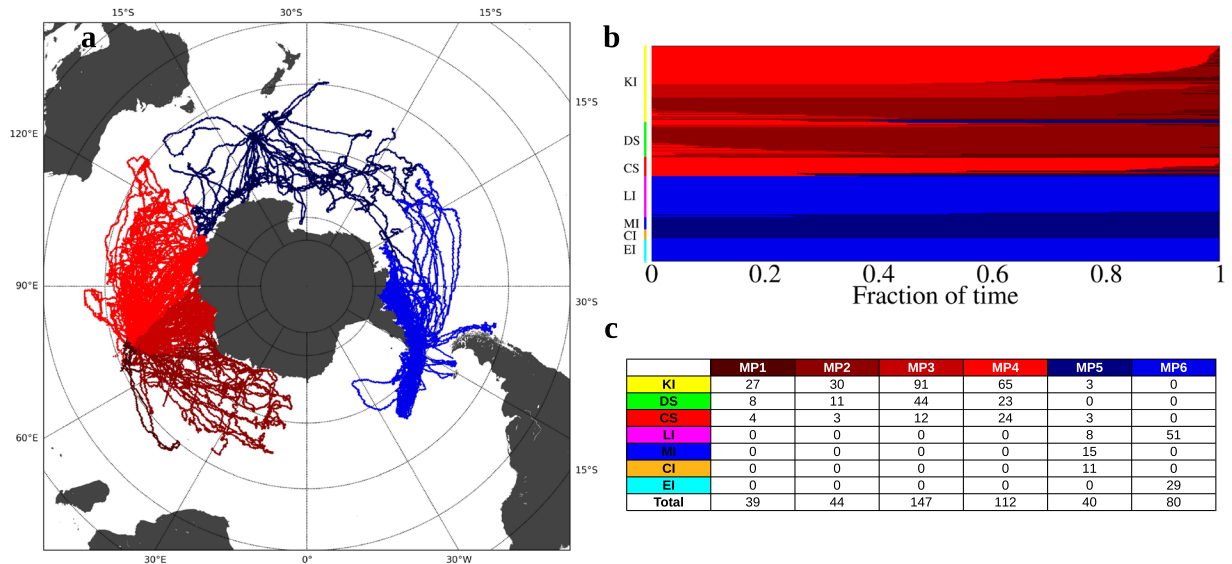 15°S 30°S 15°S
a
15°S
120°E
90°E
30°S
60°E
15°S
30°E 0° 30°W
b
KI
DS
CS
LI
MI
CI
EI
0 0.2 0.4 0.6 0.8 1
Fraction of time
c
MP1 MP2 MP3 MP4 MP5 MP6
KI 27 30 91 65 3 0
DS 8 11 44 23 0 0
CS 4 3 12 24 3 0
LI 0 0 0 0 8 51
MI 0 0 0 0 15 0
CI 0 0 0 0 11 0
EI 0 0 0 0 0 29
Total 39 44 147 112 40 80